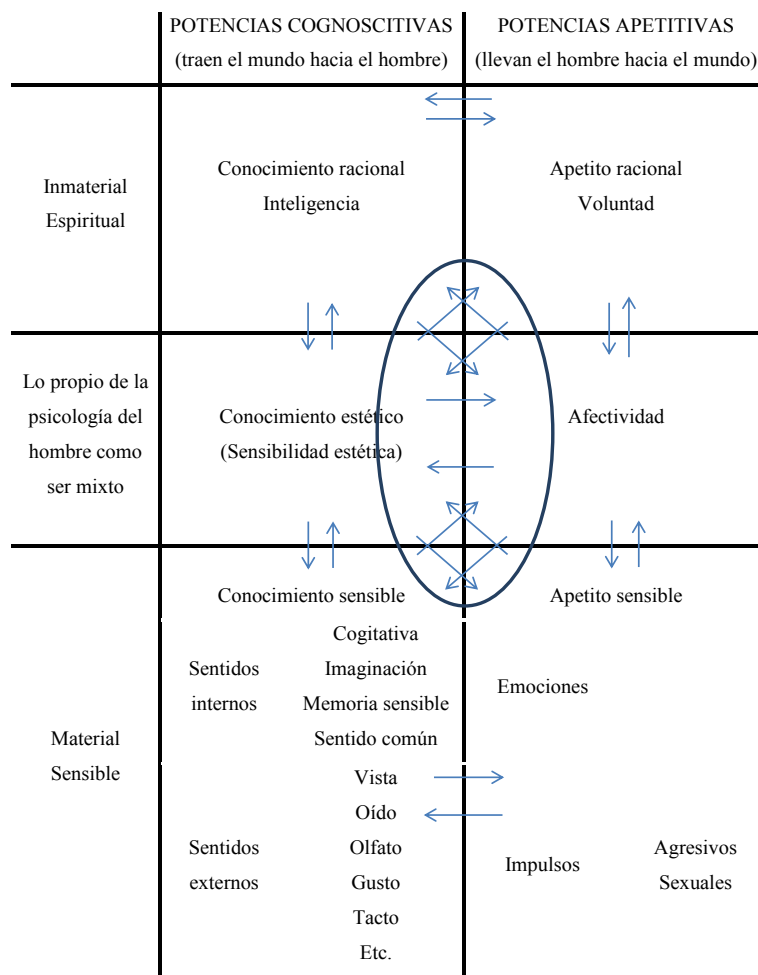 POTENCIAS COGNOSCITIVAS
(traen el mundo hacia el hombre)
POTENCIAS APETITIVAS
(llevan el hombre hacia el mundo)
Inmaterial
Espiritual
Conocimiento racional
Inteligencia
Apetito racional
Voluntad
Lo propio de la
psicología del
hombre como
ser mixto
Conocimiento estético
(Sensibilidad estética)
Afectividad
Material
Sensible
Conocimiento sensible
Apetito sensible
Sentidos
internos
Cogitativa
Imaginación
Memoria sensible
Sentido común
Emociones
Sentidos
externos
Vista
Oído
Olfato
Gusto
Tacto
Etc.
Impulsos
Agresivos
Sexuales